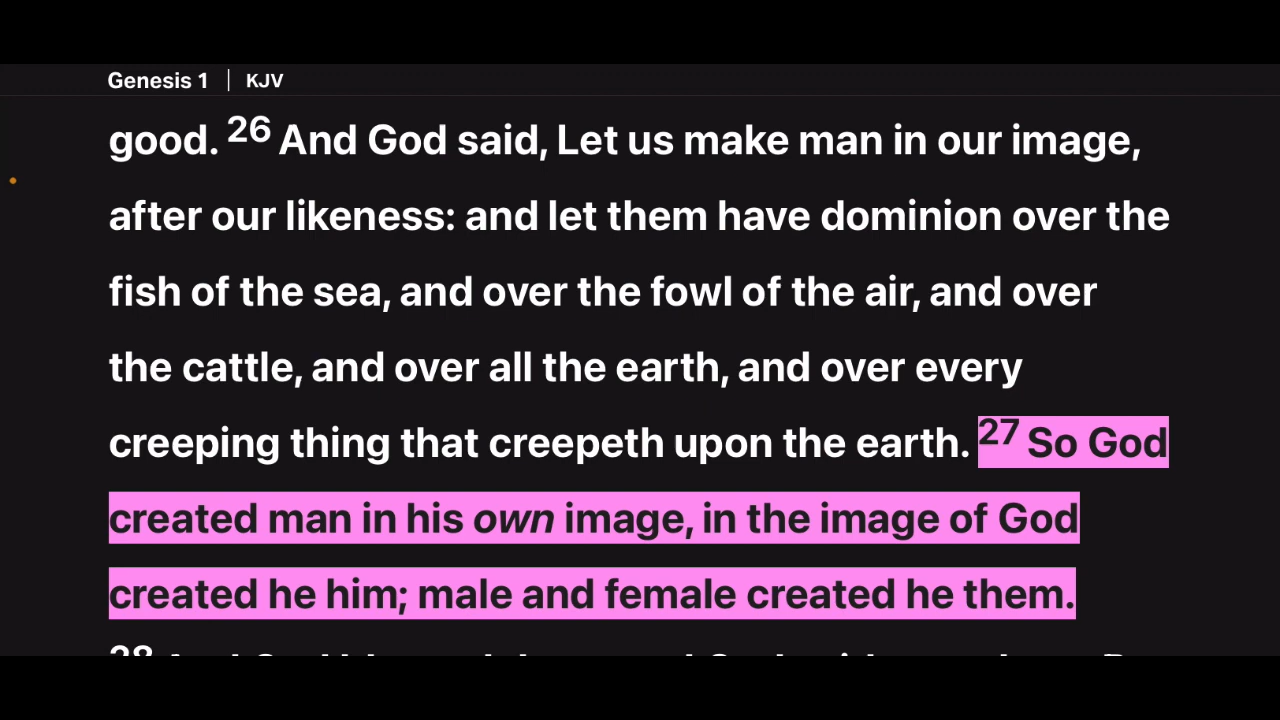 Genesis 1 | KJV
good. 26 And God said, Let us make man in our image,
after our likeness: and let them have dominion over the
fish of the sea, and over the fowl of the air, and over
the cattle, and over all the earth, and over every
creeping thing that creepeth upon the earth. 27 So God
created man in his own image, in the image of God
created he him; male and female created he them.
28